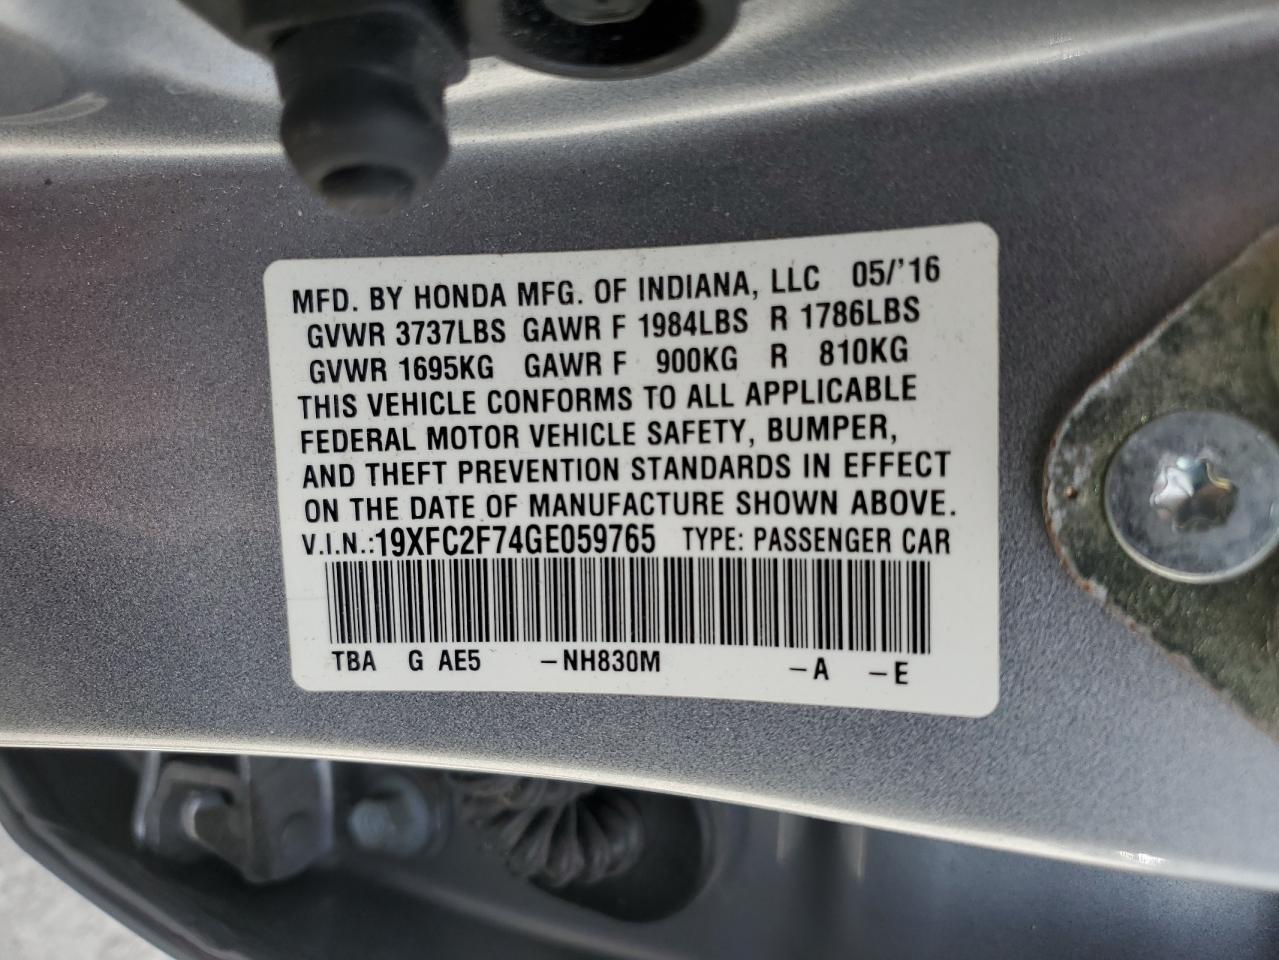 MFD. BY HONDA MFG. OF INDIANA, LLC 05/'16
GVWR 3737LBS GAWR F 1984LBS R 1786LBS
GVWR 1695KG GAWR F 900KG R 810KG
THIS VEHICLE CONFORMS TO ALL APPLICABLE
FEDERAL MOTOR VEHICLE SAFETY, BUMPER,
AND THEFT PREVENTION STANDARDS IN EFFECT
ON THE DATE OF MANUFACTURE SHOWN ABOVE.
V.I.N.:19XFC2F74GE059765 TYPE: PASSENGER CAR
TBA G AE5 -NH830M -A -E